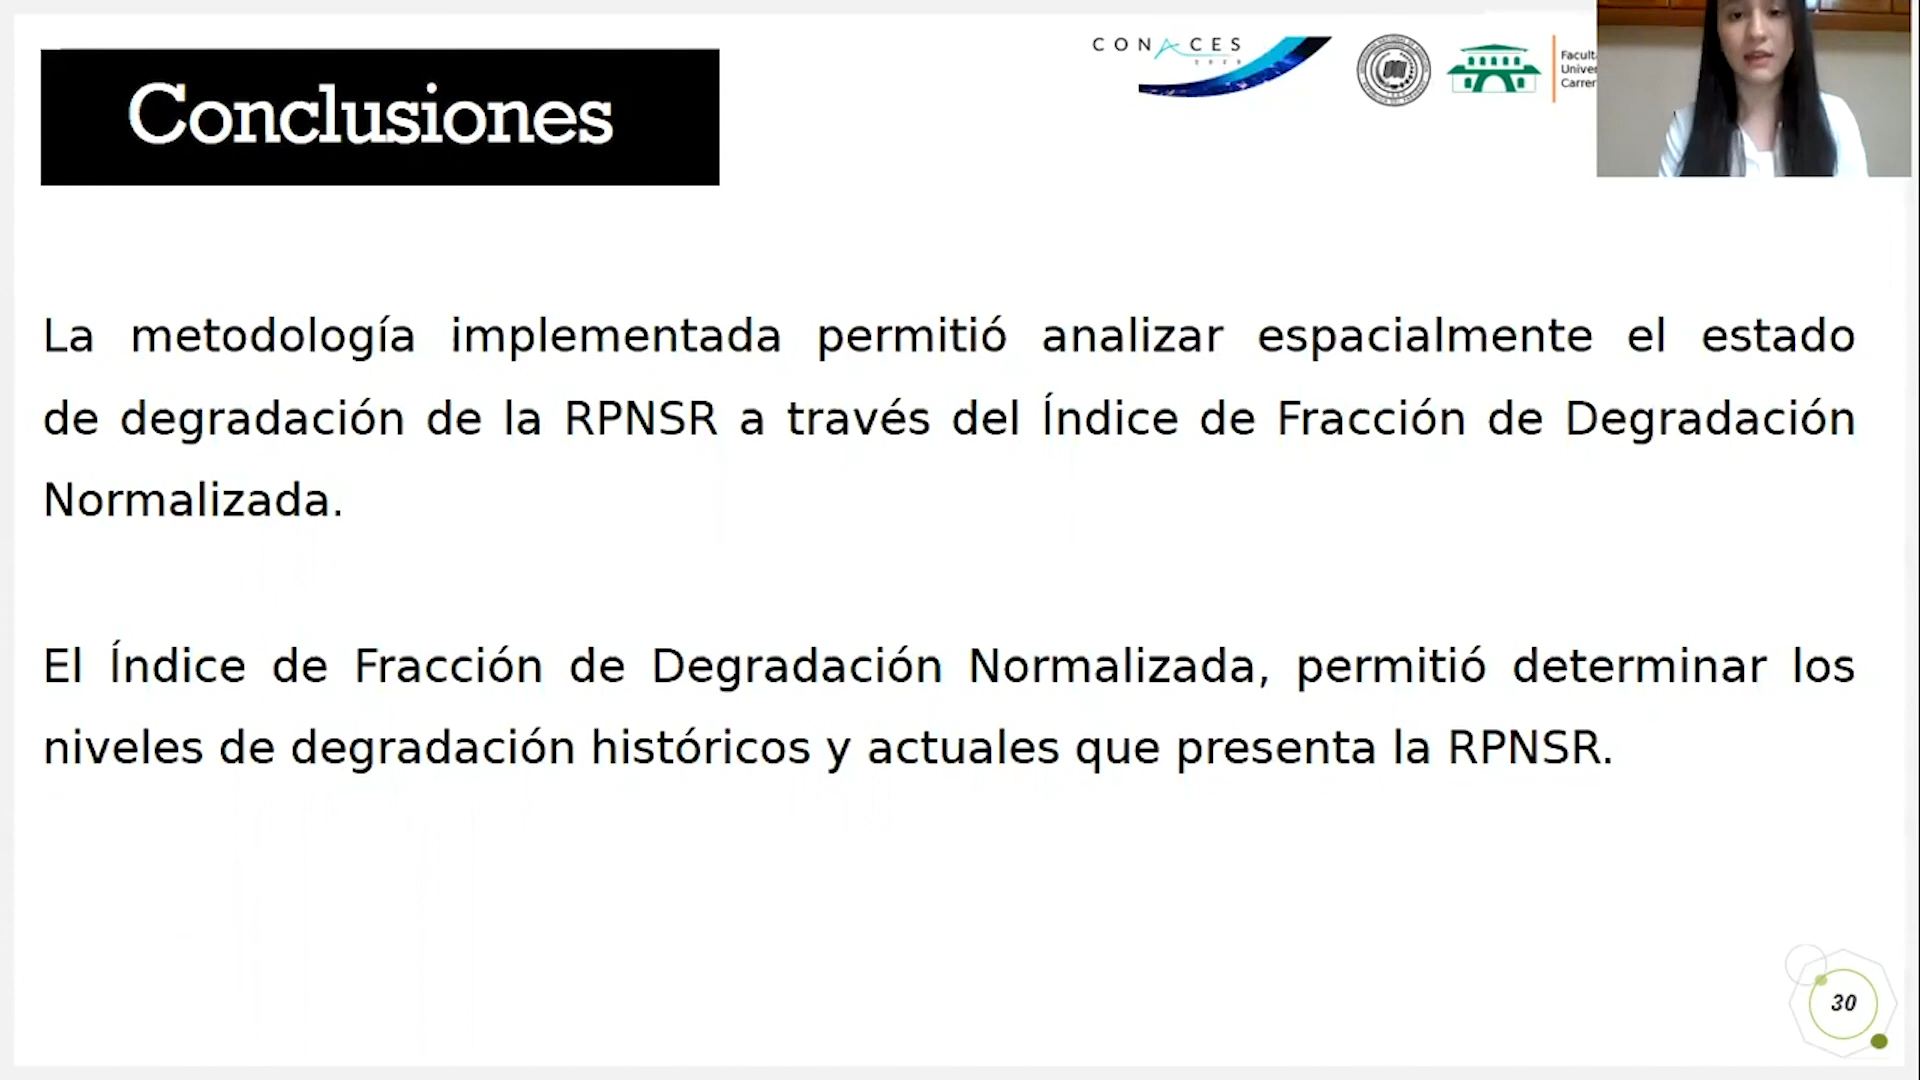 CONACES
2020
Conclusiones
La metodología implementada permitió analizar espacialmente el estado
de degradación de la RPNSR a través del Índice de Fracción de Degradación
Normalizada.
El Índice de Fracción de Degradación Normalizada, permitió determinar los
niveles de degradación históricos y actuales que presenta la RPNSR.
30